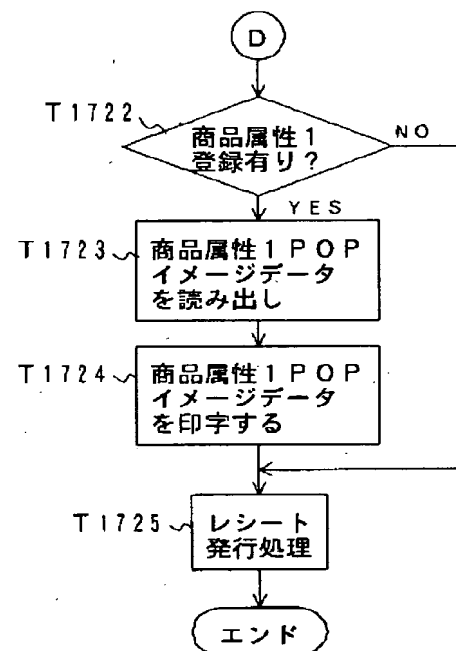 D
T1722
商品属性1
登録有り?
NO
YES
T1723
商品属性1POP
イメージデータ
を読み出し
T1724
商品属性1POP
イメージデータ
を印字する
T1725
レシート
発行処理
エンド